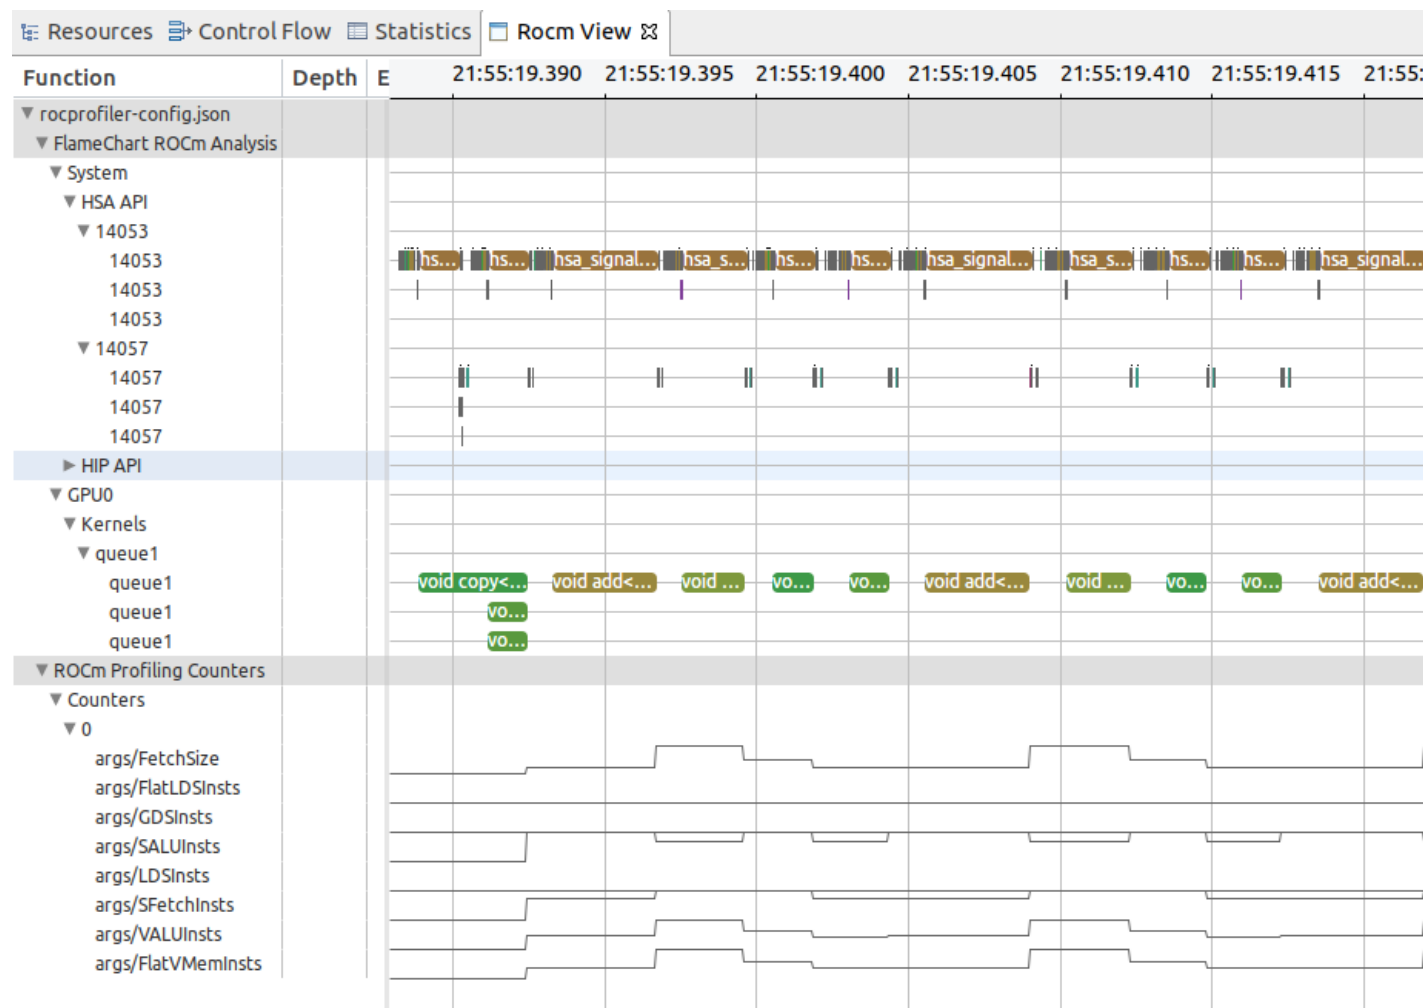 Resources Control Flow Statistics Rocm View
Function Depth E 21:55:19.390 21:55:19.395 21:55:19.400 21:55:19.405 21:55:19.410 21:55:19.415 21:55:
rocprofiler-config.json
FlameChart ROCm Analysis
System
HSA API
14053
14053 hs... hs... hsa_signal... hsa_s... hs... hs... hsa_signal... hsa_s... hs... hs... hsa_signal...
14053
14053
14057
14057
14057
14057
HIP API
GPU0
Kernels
queue1
queue1 void copy<... void add<... void ... vo... vo... void add<... void ... vo... vo... void add<...
queue1 vo...
queue1 vo...
ROCm Profiling Counters
Counters
0
args/FetchSize
args/FlatLDSInsts
args/GDSInsts
args/SALUInsts
args/LDSInsts
args/SFetchInsts
args/VALUInsts
args/FlatVMemInsts